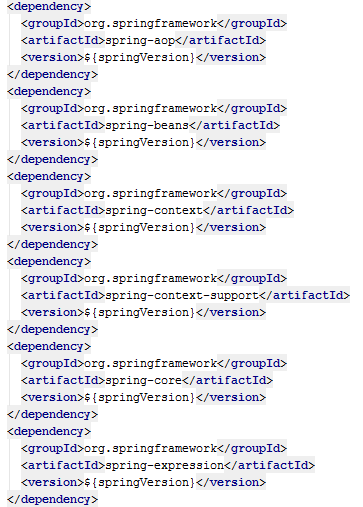 <dependency>
<groupId>org.springframework</groupId>
<artifactId>spring-aop</artifactId>
<version>${springVersion}</version>
</dependency>
<dependency>
<groupId>org.springframework</groupId>
<artifactId>spring-beans</artifactId>
<version>${springVersion}</version>
</dependency>
<dependency>
<groupId>org.springframework</groupId>
<artifactId>spring-context</artifactId>
<version>${springVersion}</version>
</dependency>
<dependency>
<groupId>org.springframework</groupId>
<artifactId>spring-context-support</artifactId>
<version>${springVersion}</version>
</dependency>
<dependency>
<groupId>org.springframework</groupId>
<artifactId>spring-core</artifactId>
<version>${springVersion}</version>
</dependency>
<dependency>
<groupId>org.springframework</groupId>
<artifactId>spring-expression</artifactId>
<version>${springVersion}</version>
</dependency>